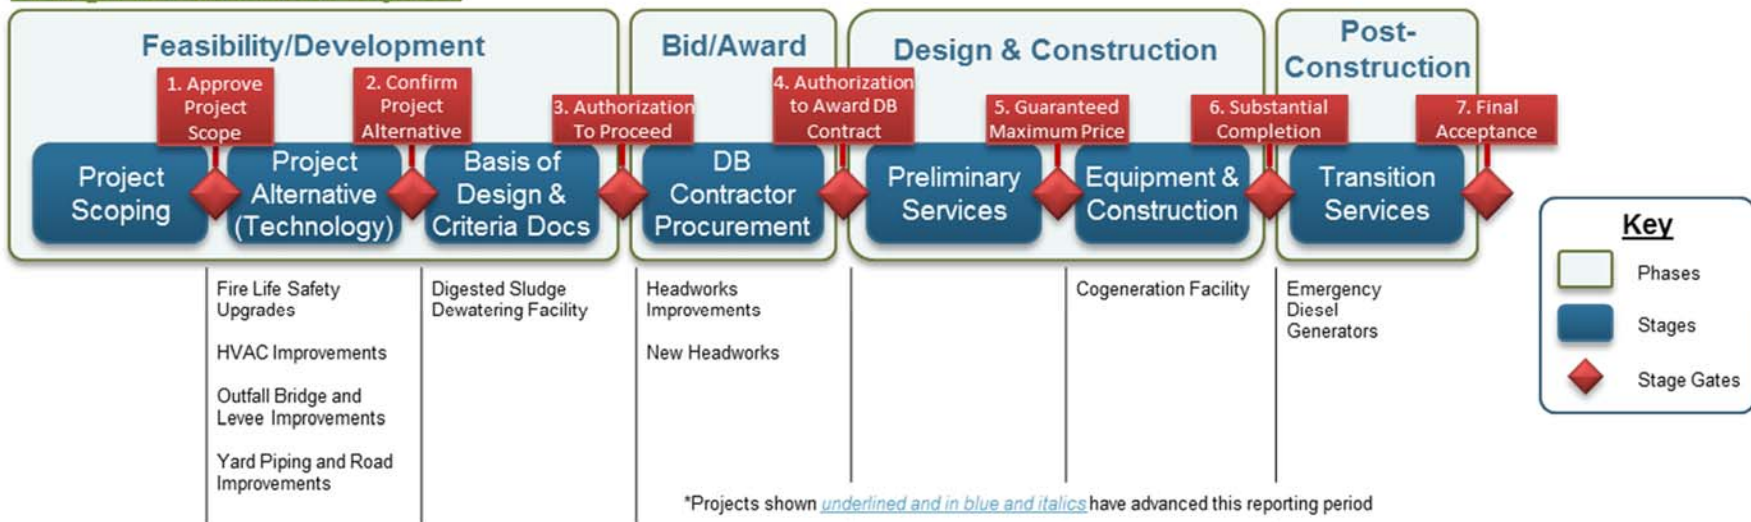 Feasibility/Development
Bid/Award
Design & Construction
Post-
Construction
1. Approve
Project
Scope
2. Confirm
Project
Alternative
3. Authorization
To Proceed
4. Authorization
to Award DB
Contract
5. Guaranteed
Maximum Price
6. Substantial
Completion
7. Final
Acceptance
Project
Scoping
Project
Alternative
(Technology)
Basis of
Design &
Criteria Docs
DB
Contractor
Procurement
Preliminary
Services
Equipment &
Construction
Transition
Services
Fire Life Safety
Upgrades
HVAC Improvements
Outfall Bridge and
Levee Improvements
Yard Piping and Road
Improvements
Digested Sludge
Dewatering Facility
Headworks
Improvements
New Headworks
Cogeneration Facility
Emergency
Diesel
Generators
Key
Phases
Stages
Stage Gates
*Projects shown underlined and in blue and italics have advanced this reporting period